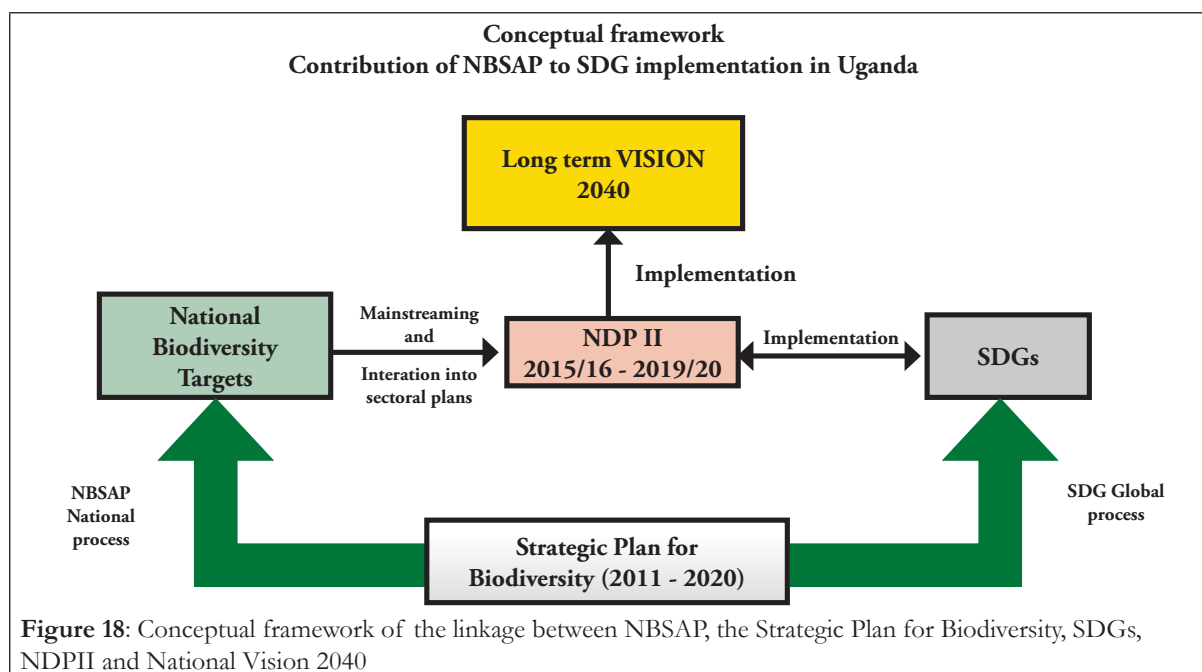 Conceptual framework
Contribution of NBSAP to SDG implementation in Uganda
Long term VISION
2040
Implementation
National
Biodiversity
Targets
Mainstreaming
and
Interation into
sectoral plans
NDP II
2015/16 - 2019/20
Implementation
SDGs
NBSAP
National
process
SDG Global
process
Strategic Plan for
Biodiversity (2011 - 2020)
Figure 18: Conceptual framework of the linkage between NBSAP, the Strategic Plan for Biodiversity, SDGs,
NDPII and National Vision 2040